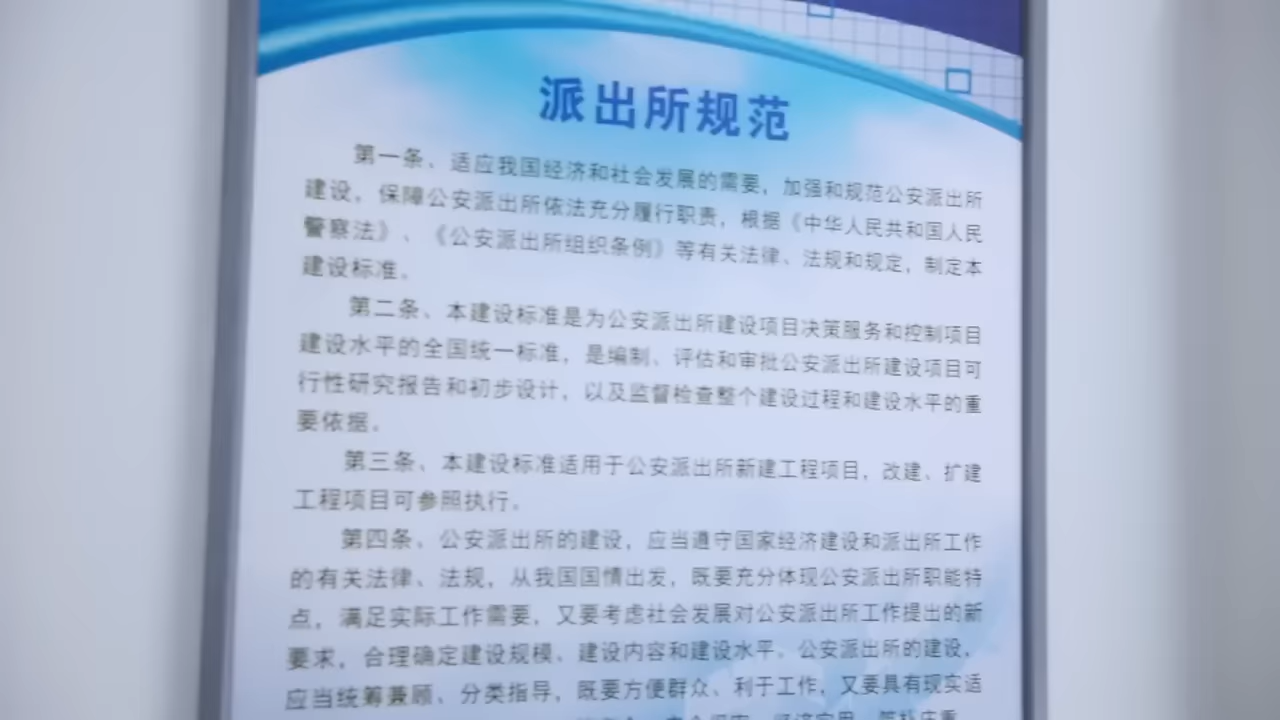 派出所规范
第一条、适应我国经济和社会发展的需要，加强和规范公安派出所
建设，保障公安派出所依法充分履行职责，根据《中华人民共和国人民
警察法》、《公安派出所组织条例》等有关法律、法规和规定，制定本
建设标准。
第二条、本建设标准是为公安派出所建设项目决策服务和控制项目
建设水平的全国统一标准，是编制、评估和审批公安派出所建设项目可
行性研究报告和初步设计，以及监督检查整个建设过程和建设水平的重
要依据。
第三条、本建设标准适用于公安派出所新建工程项目，改建、扩建
工程项目可参照执行。
第四条、公安派出所的建设，应当遵守国家经济建设和派出所工作
的有关法律、法规，从我国国情出发，既要充分体现公安派出所职能特
点，满足实际工作需要，又要考虑社会发展对公安派出所工作提出的新
要求，合理确定建设规模、建设内容和建设水平。公安派出所的建设，
应当统筹兼顾、分类指导，既要方便群众、利于工作，又要具有现实适